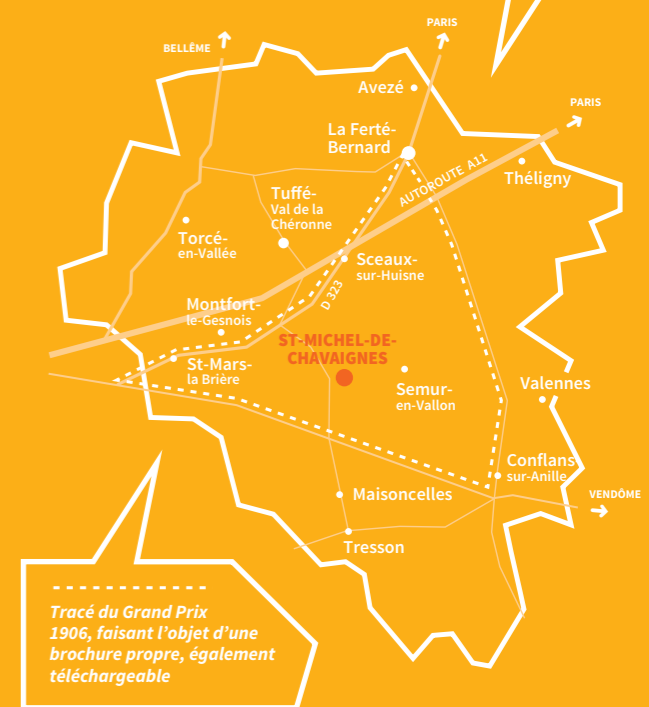 PARIS
BELLÊME
Avezé
PARIS
La Ferté-
Bernard
AUTOROUTE A11
Théligny
Tuffé-
Val de la
Chéronne
Torcé-
en-Vallée
Sceaux-
sur-Huisne
D 323
Montfort-
le-Gesnois
ST-MICHEL-DE-
CHAVAIGNES
St-Mars-
la Brière
Semur-
en-Vallon
Valennes
Conflans
sur-Anille
VENDÔME
Maisoncelles
Tresson
Tracé du Grand Prix
1906, faisant l’objet d’une
brochure propre, également
téléchargeable